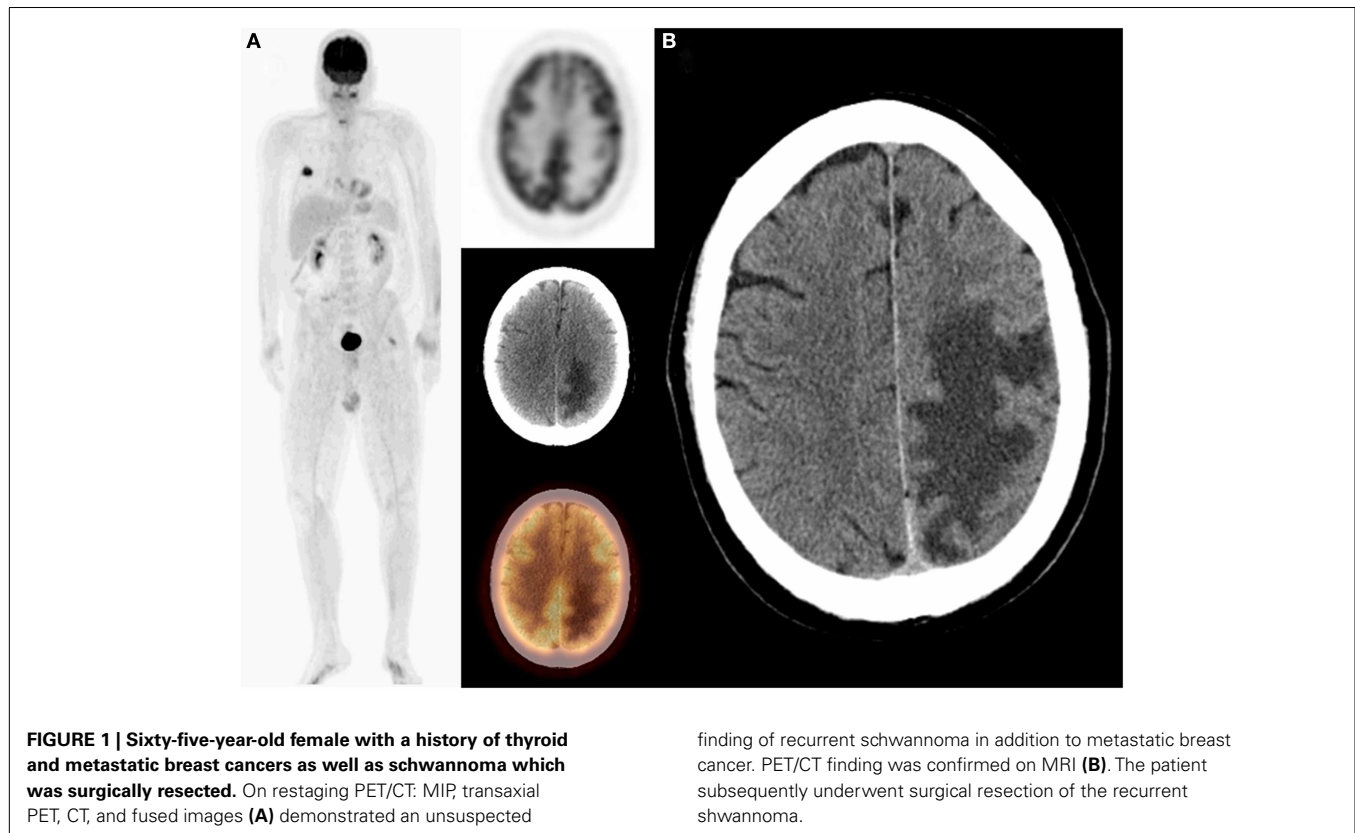 A
B
FIGURE 1 | Sixty-five-year-old female with a history of thyroid
and metastatic breast cancers as well as schwannoma which
was surgically resected. On restaging PET/CT: MIP, transaxial
PET, CT, and fused images (A) demonstrated an unsuspected
finding of recurrent schwannoma in addition to metastatic breast
cancer. PET/CT finding was confirmed on MRI (B). The patient
subsequently underwent surgical resection of the recurrent
shwannoma.